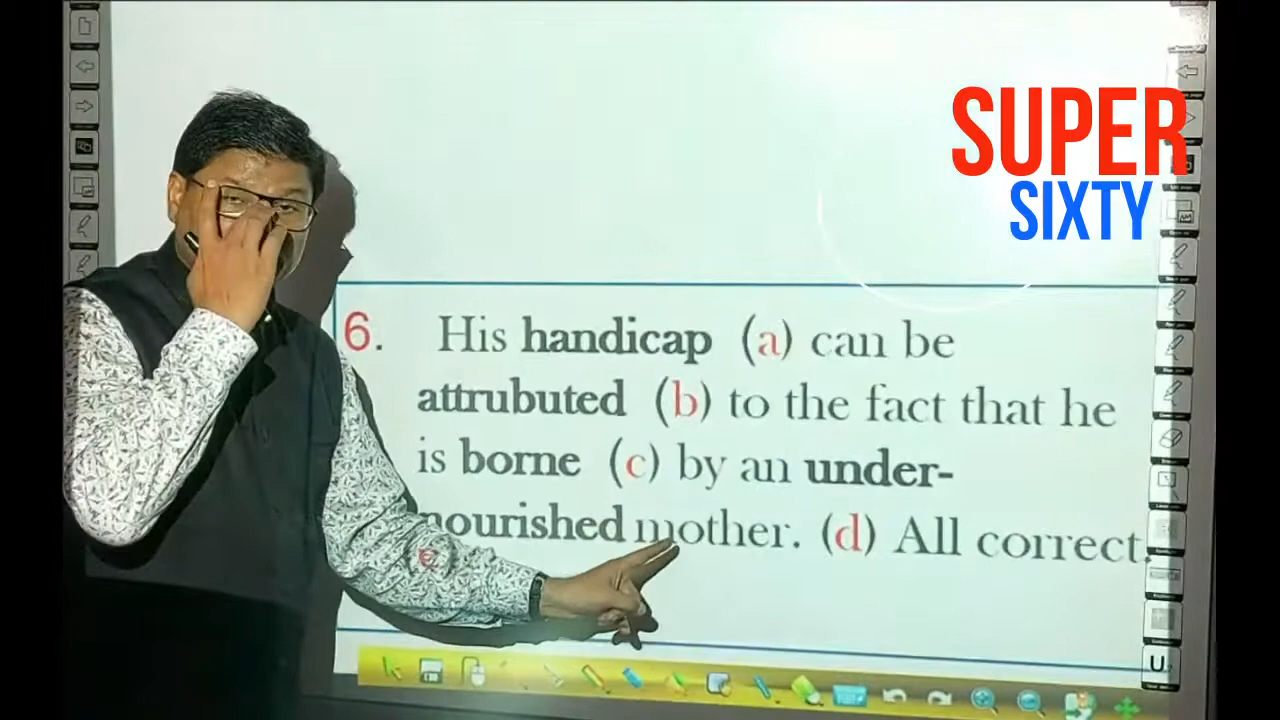 SUPER
SIXTY
6. His handicap (a) can be
attrubuted (b) to the fact that he
is borne (c) by an under-
nourished mother. (d) All correct.
e